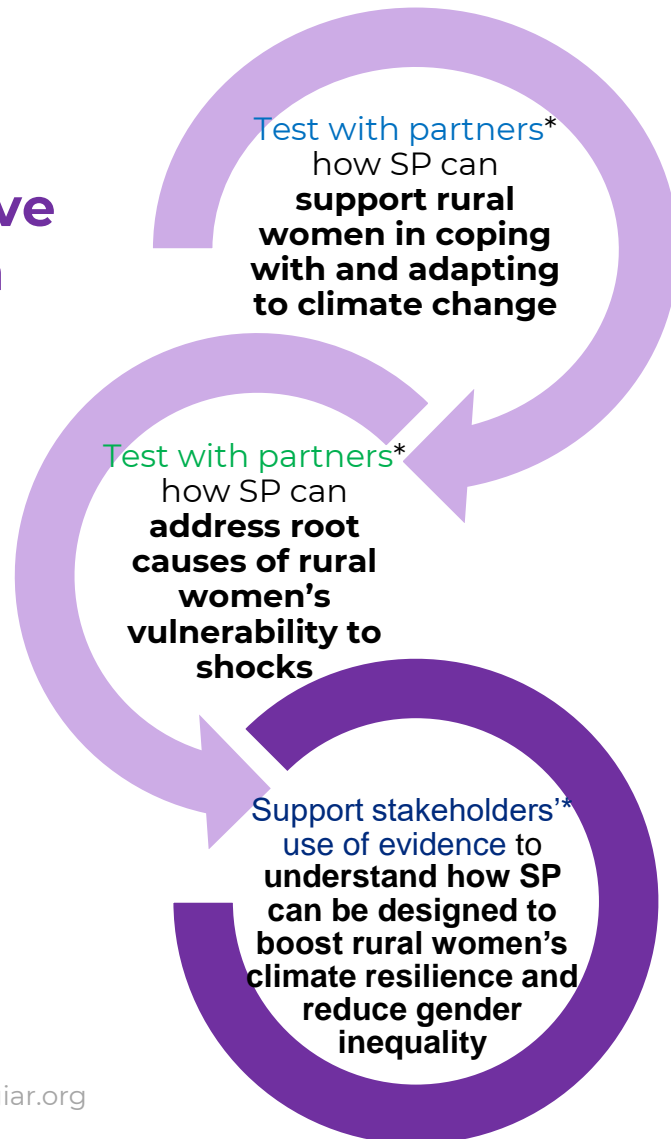 Test with partners*
how SP can
support rural
women in coping
with and adapting
to climate change
Test with partners*
how SP can
address root
causes of rural
women's
vulnerability to
shocks
Support stakeholders'*
use of evidence to
understand how SP
can be designed to
boost rural women's
climate resilience and
reduce gender
inequality
iar.org